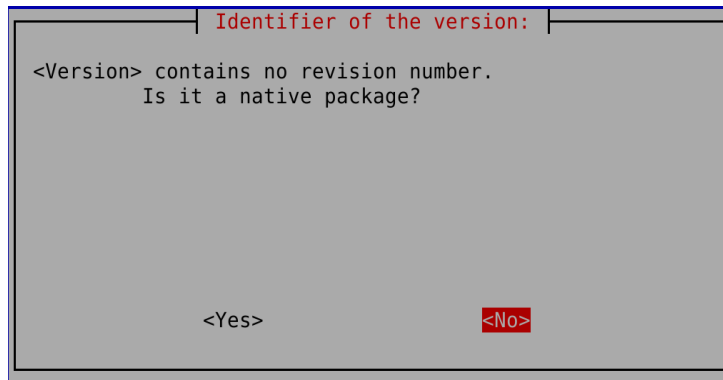 Identifier of the version:
<Version> contains no revision number.
Is it a native package?
<Yes> <No>